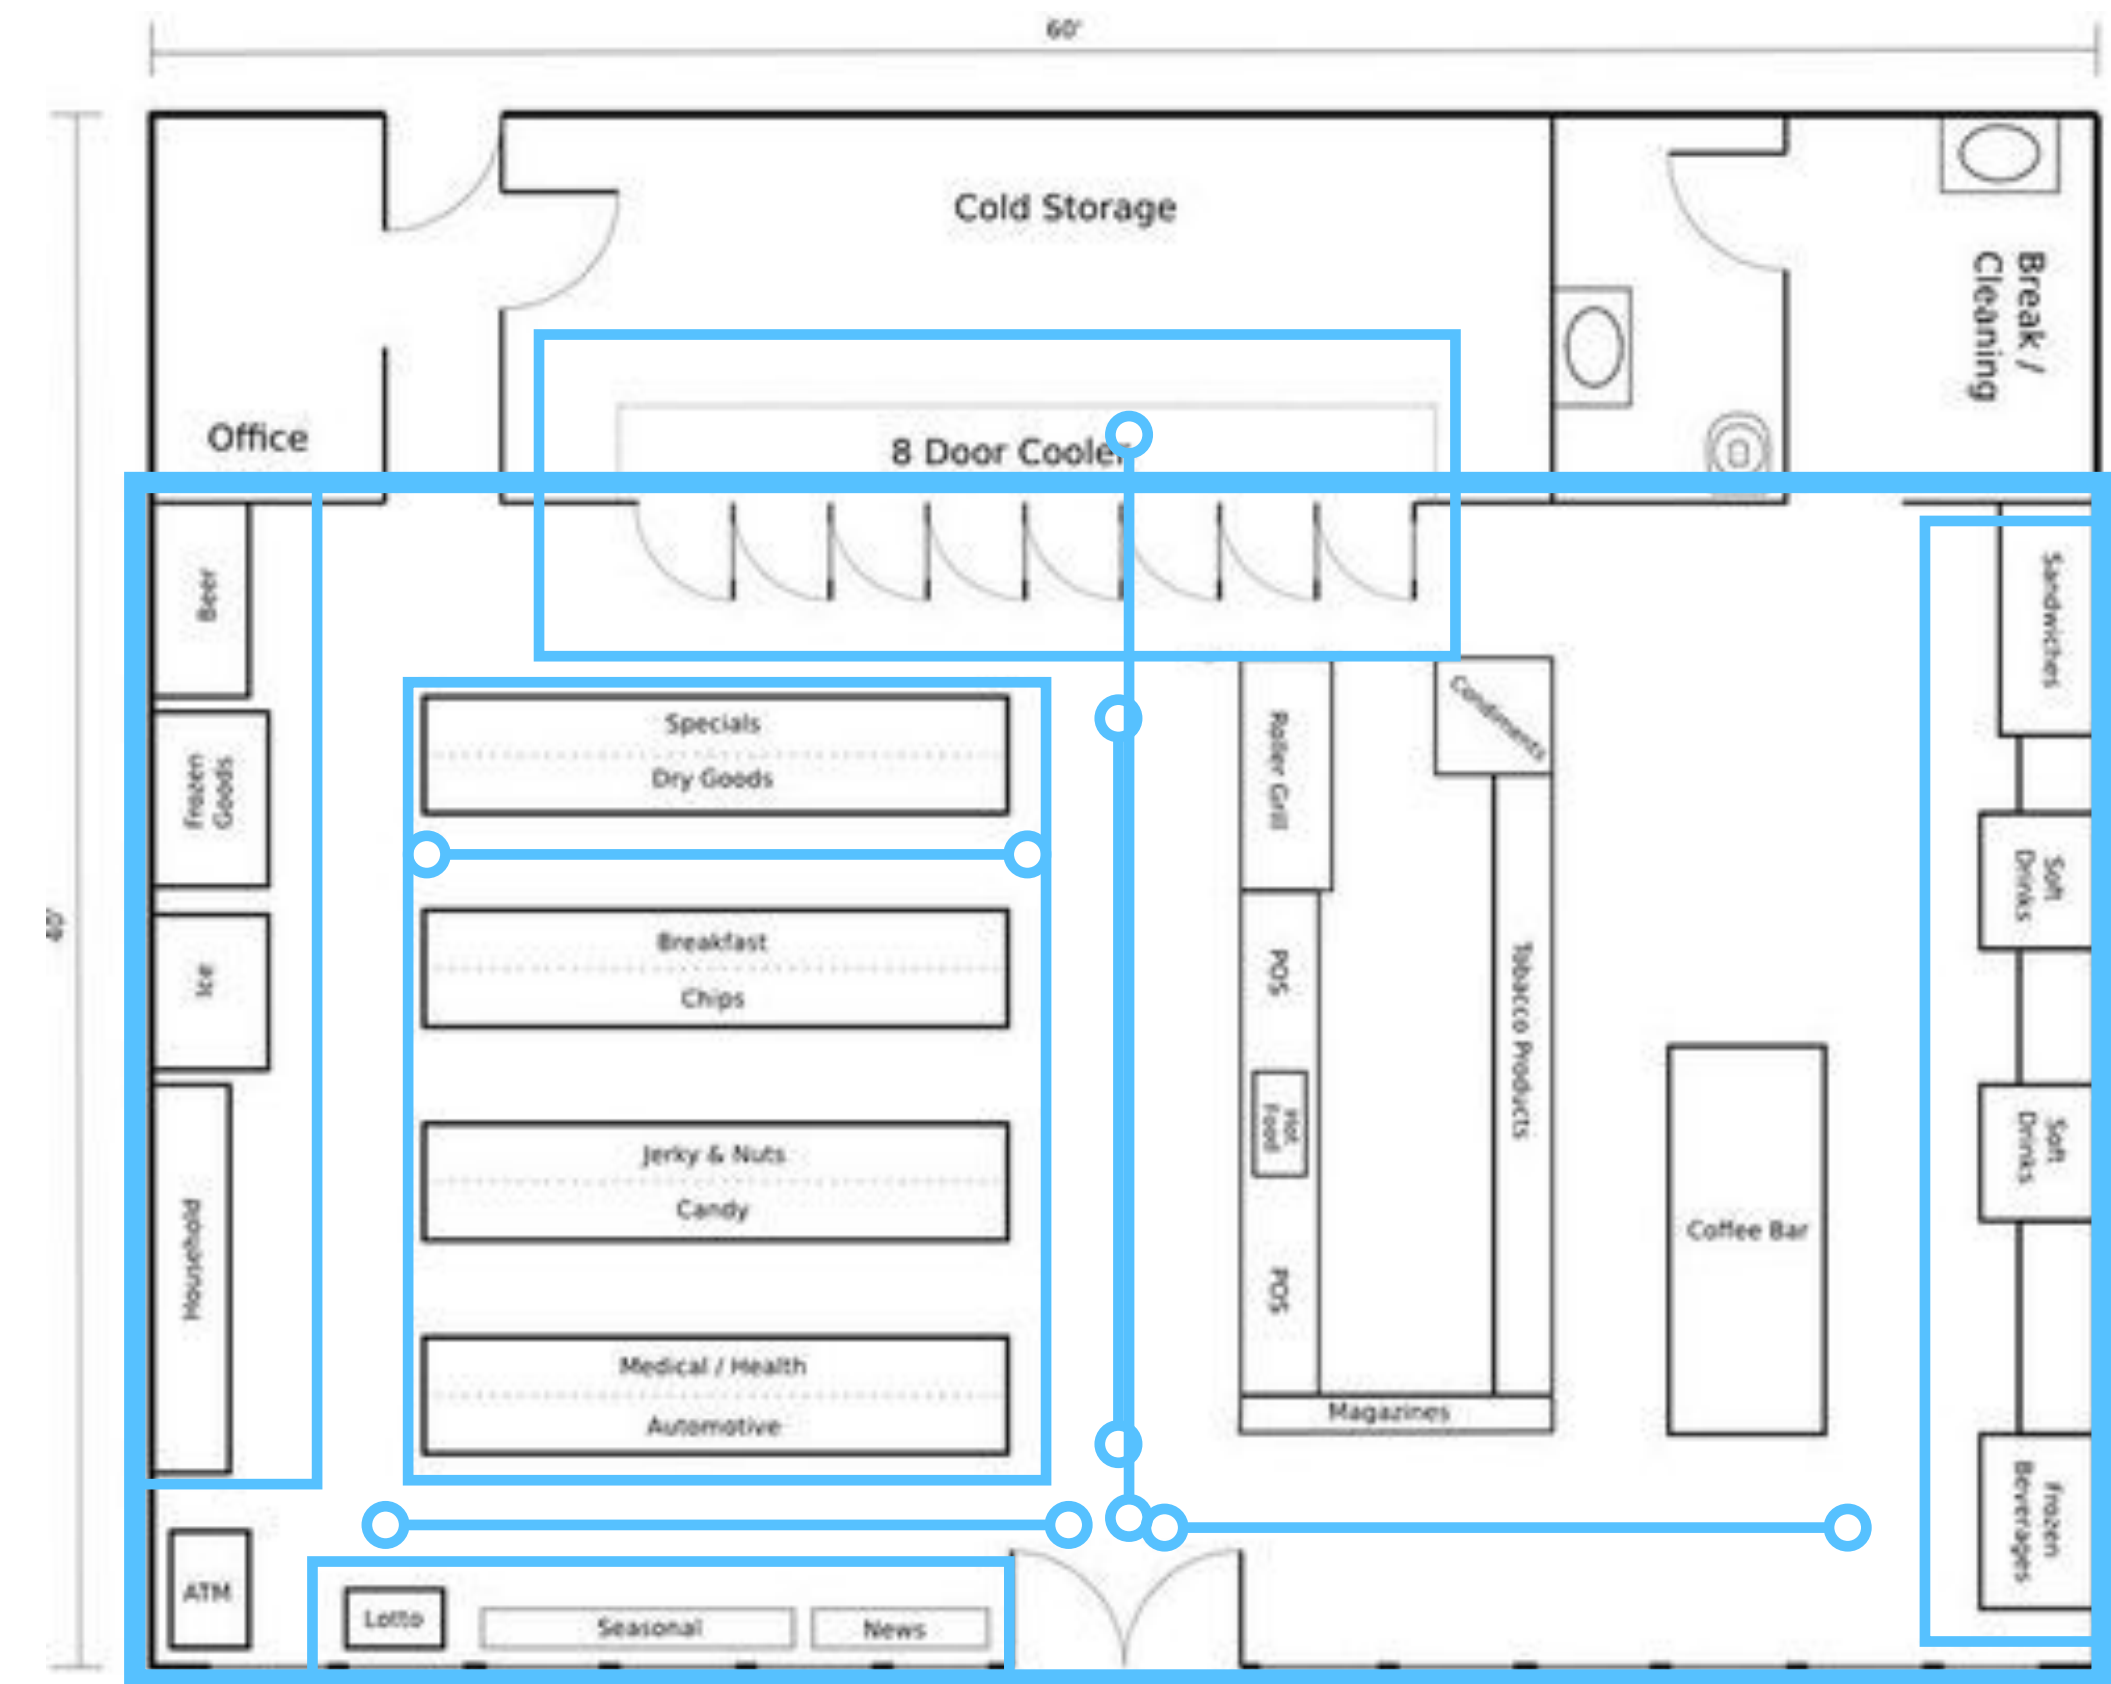 60'
Cold Storage
Break /
Cleaning
Office
8 Door Cooler
40'
Beer
Sandwiches
Specials
Dry Goods
Roller Grill
Condiments
Frozen
Goods
Soft
Drinks
Breakfast
Chips
POS
Ice
Tobacco Products
Hot
Food
Soft
Drinks
Jerky & Nuts
Candy
Household
Coffee Bar
POS
Medical / Health
Automotive
Magazines
Frozen
Beverages
ATM
Lotto
Seasonal
News